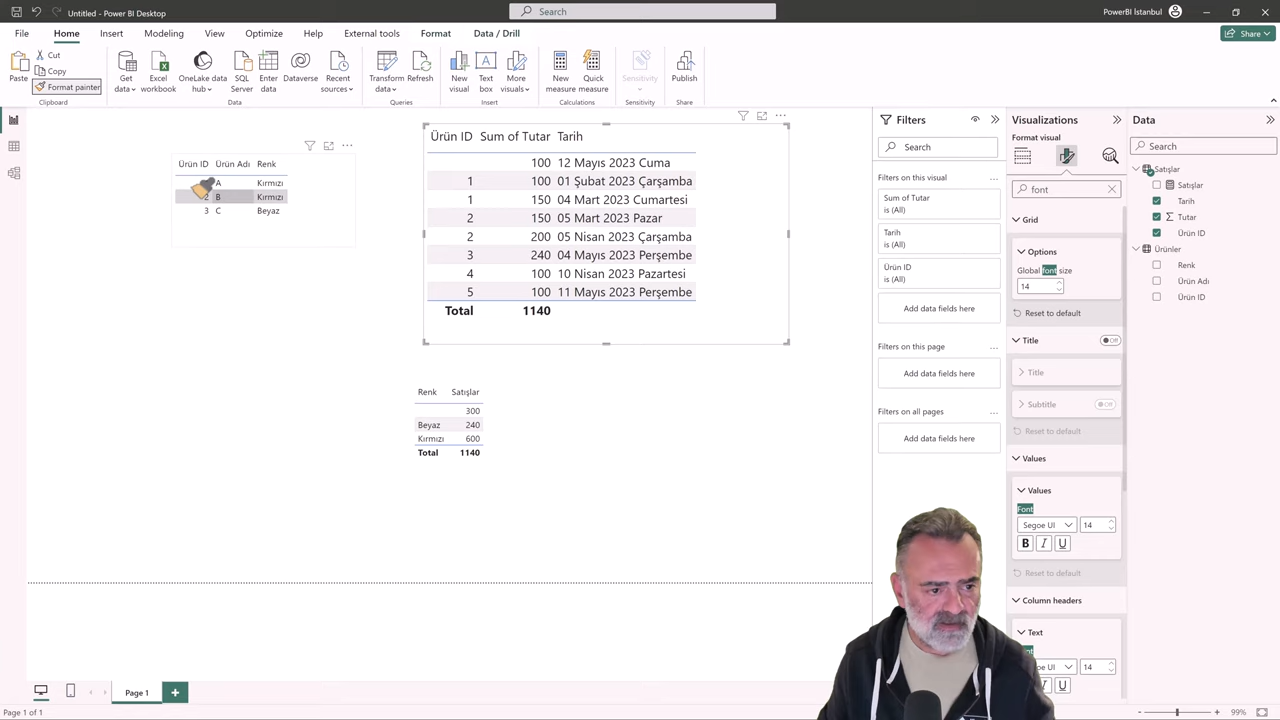 Untitled - Power BI Desktop
Search
PowerBI İstanbul
File
Home
Insert
Modeling
View
Optimize
Help
External tools
Format
Data / Drill
Share
Paste
Cut
Copy
Format painter
Clipboard
Get data
Excel workbook
OneLake data hub
SQL Server
Enter data
Dataverse
Recent sources
Data
Transform data
Refresh
Queries
New visual
Text box
More visuals
Insert
New measure
Quick measure
Calculations
Sensitivity
Sensitivity
Publish
Share
Ürün ID Ürün Adı Renk
A Kırmızı
2 B Kırmızı
3 C Beyaz
Ürün ID Sum of Tutar Tarih
100 12 Mayıs 2023 Cuma
1 100 01 Şubat 2023 Çarşamba
1 150 04 Mart 2023 Cumartesi
2 150 05 Mart 2023 Pazar
2 200 05 Nisan 2023 Çarşamba
3 240 04 Mayıs 2023 Perşembe
4 100 10 Nisan 2023 Pazartesi
5 100 11 Mayıs 2023 Perşembe
Total 1140
Renk Satışlar
300
Beyaz 240
Kırmızı 600
Total 1140
Filters
Search
Filters on this visual
Sum of Tutar
is (All)
Tarih
is (All)
Ürün ID
is (All)
Add data fields here
Filters on this page
Add data fields here
Filters on all pages
Add data fields here
Visualizations
Format visual
font
Grid
Options
Global font size
14
Reset to default
Title
Off
Title
Subtitle
Off
Reset to default
Values
Values
Font
Segoe UI 14
B I U
Reset to default
Column headers
Text
14
Data
Search
Satışlar
Satışlar
Tarih
Tutar
Ürün ID
Ürünler
Renk
Ürün Adı
Ürün ID
Page 1
Page 1 of 1
99%